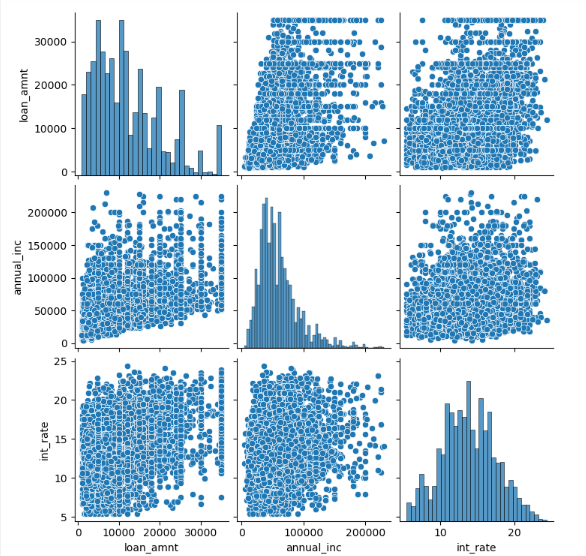 30000
20000
10000
0
loan_amnt
200000
150000
100000
50000
0
annual_inc
25
20
15
10
5
int_rate
0 10000 20000 30000
loan_amnt
0 100000 200000
annual_inc
10 20
int_rate